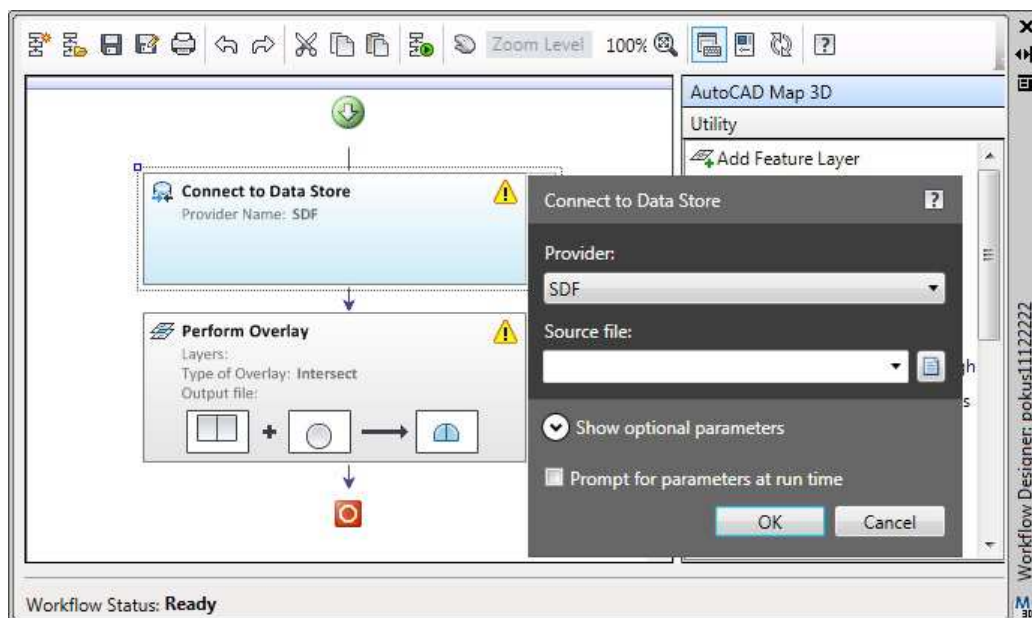 Zoom Level 100%
AutoCAD Map 3D
Utility
Add Feature Layer
Connect to Data Store
Provider Name: SDF
Perform Overlay
Layers:
Type of Overlay: Intersect
Output file:
Connect to Data Store
?
Provider:
SDF
Source file:
Show optional parameters
Prompt for parameters at run time
OK
Cancel
Workflow Status: Ready
Workflow Designer: pokus11122222